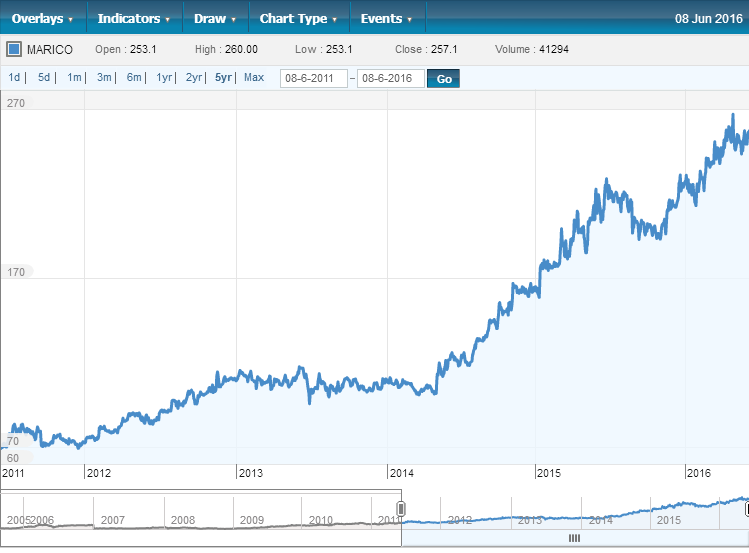 Overlays Indicators Draw Chart Type Events 08 Jun 2016
MARICO Open : 253.1 High : 260.00 Low : 253.1 Close : 257.1 Volume : 41294
1d 5d 1m 3m 6m 1yr 2yr 5yr Max 08-6-2011 – 08-6-2016 Go
270
170
70
60
2011 2012 2013 2014 2015 2016
2005 2006 2007 2008 2009 2010 2011 2012 2013 2014 2015